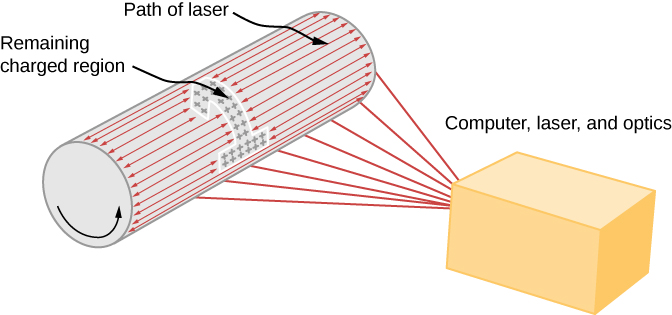 Path of laser
Remaining
charged region
Computer, laser, and optics